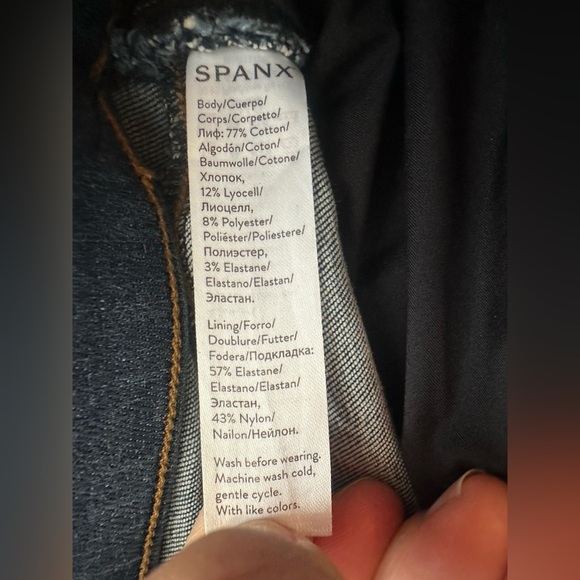 SPANX
Body/Cuerpo/
Corps/Corpetto/
Лиф: 77% Cotton/
Algodón/Coton/
Baumwolle/Cotone/
Хлопок,
12% Lyocell/
Лиоцелл,
8% Polyester/
Poliéster/Poliestere/
Полиэстер,
3% Elastane/
Elastano/Elastan/
Эластан.
Lining/Forro/
Doublure/Futter/
Fodera/Подкладка:
57% Elastane/
Elastano/Elastan/
Эластан,
43% Nylon/
Nailon/Нейлон.
Wash before wearing.
Machine wash cold,
gentle cycle.
With like colors.